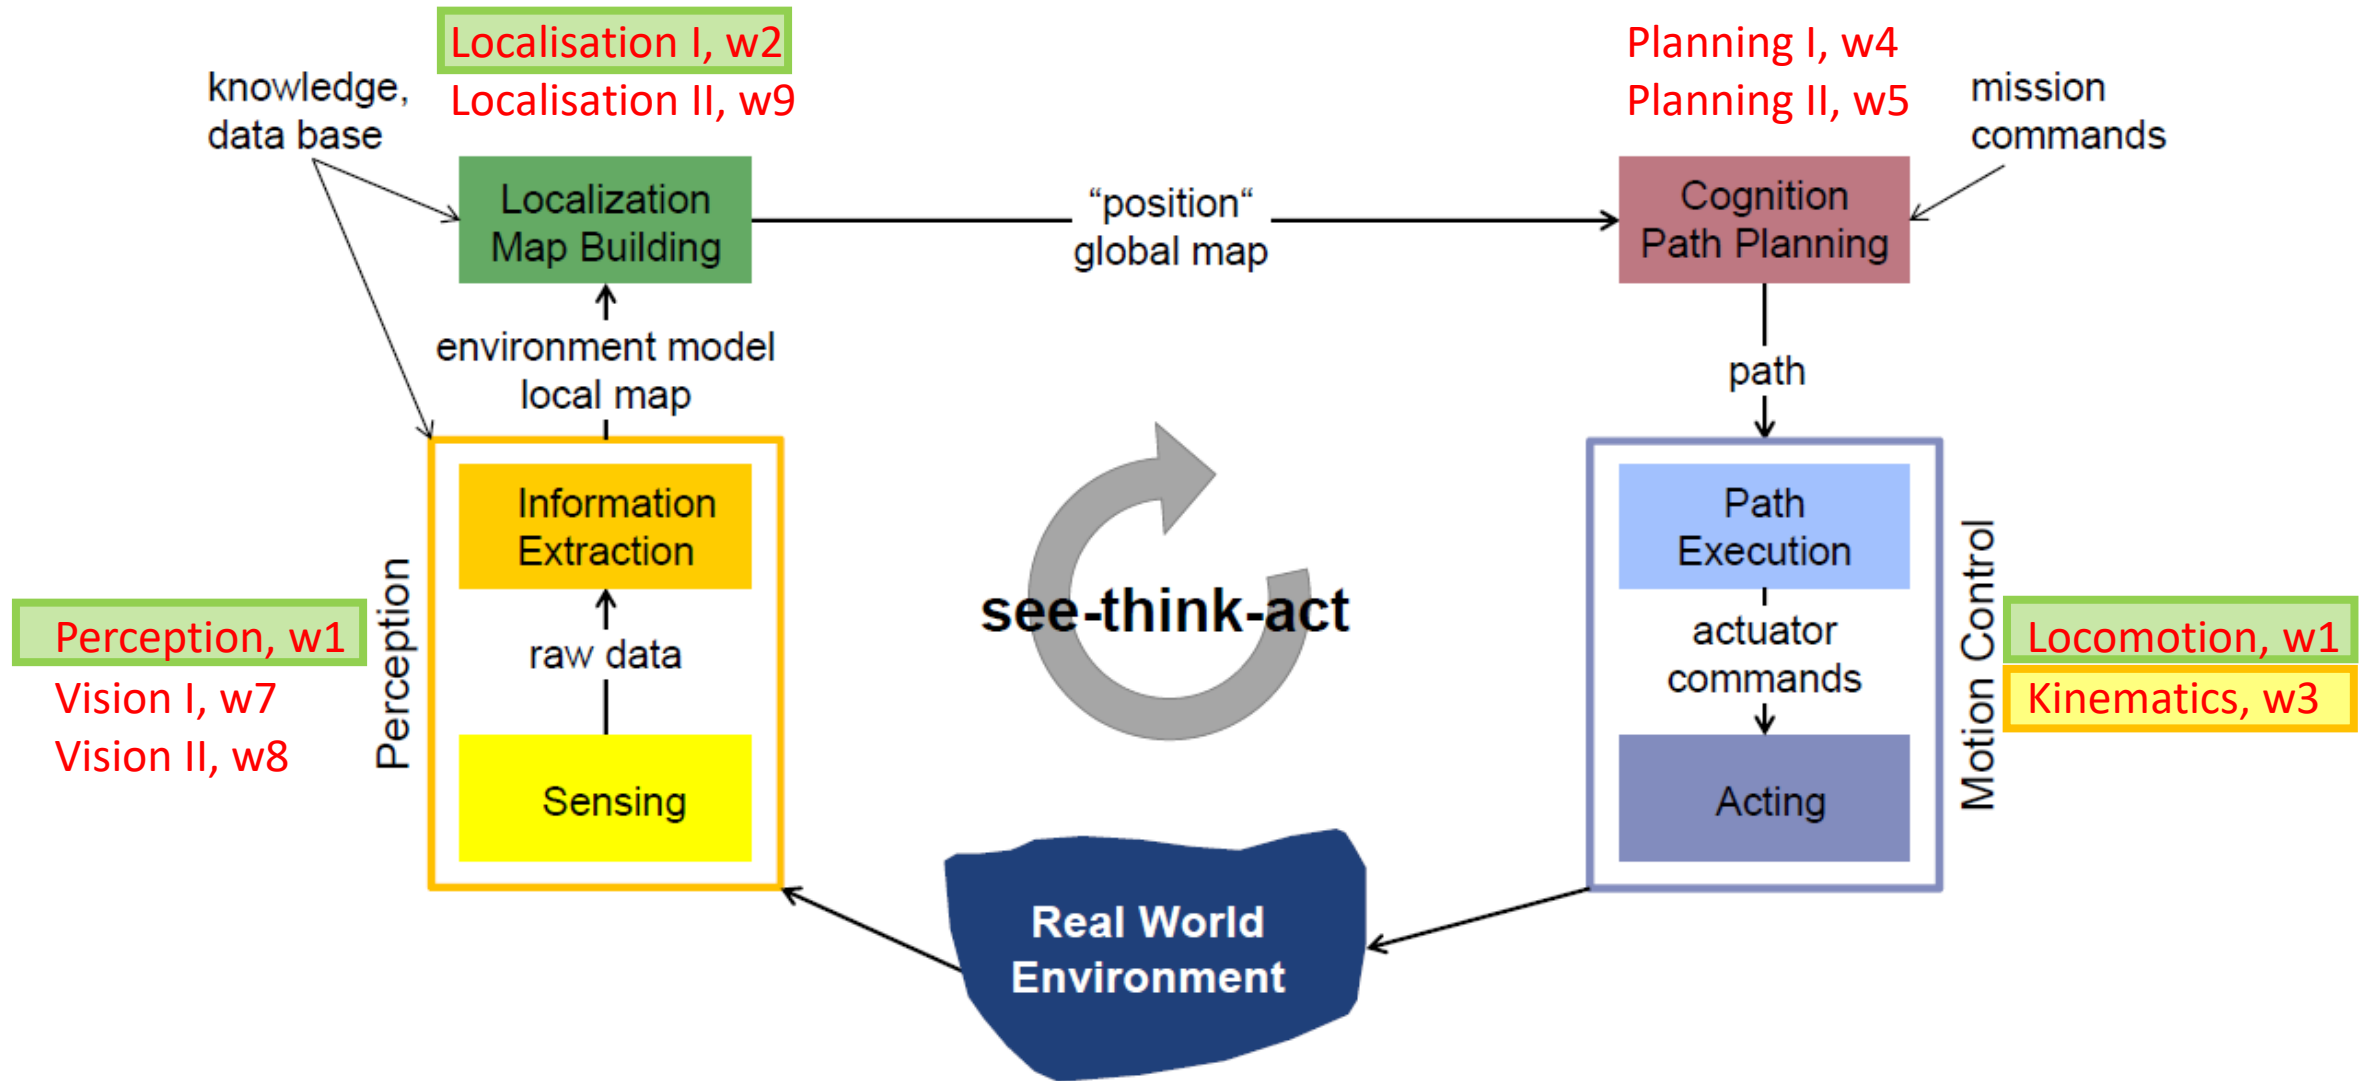 Localisation I, w2
Localisation II, w9
knowledge,
data base
Planning I, w4
Planning II, w5
mission
commands
Localization
Map Building
“position“
global map
Cognition
Path Planning
environment model
local map
path
Information
Extraction
raw data
Sensing
Perception
Perception, w1
Vision I, w7
Vision II, w8
see-think-act
Path
Execution
actuator
commands
Acting
Motion Control
Locomotion, w1
Kinematics, w3
Real World
Environment